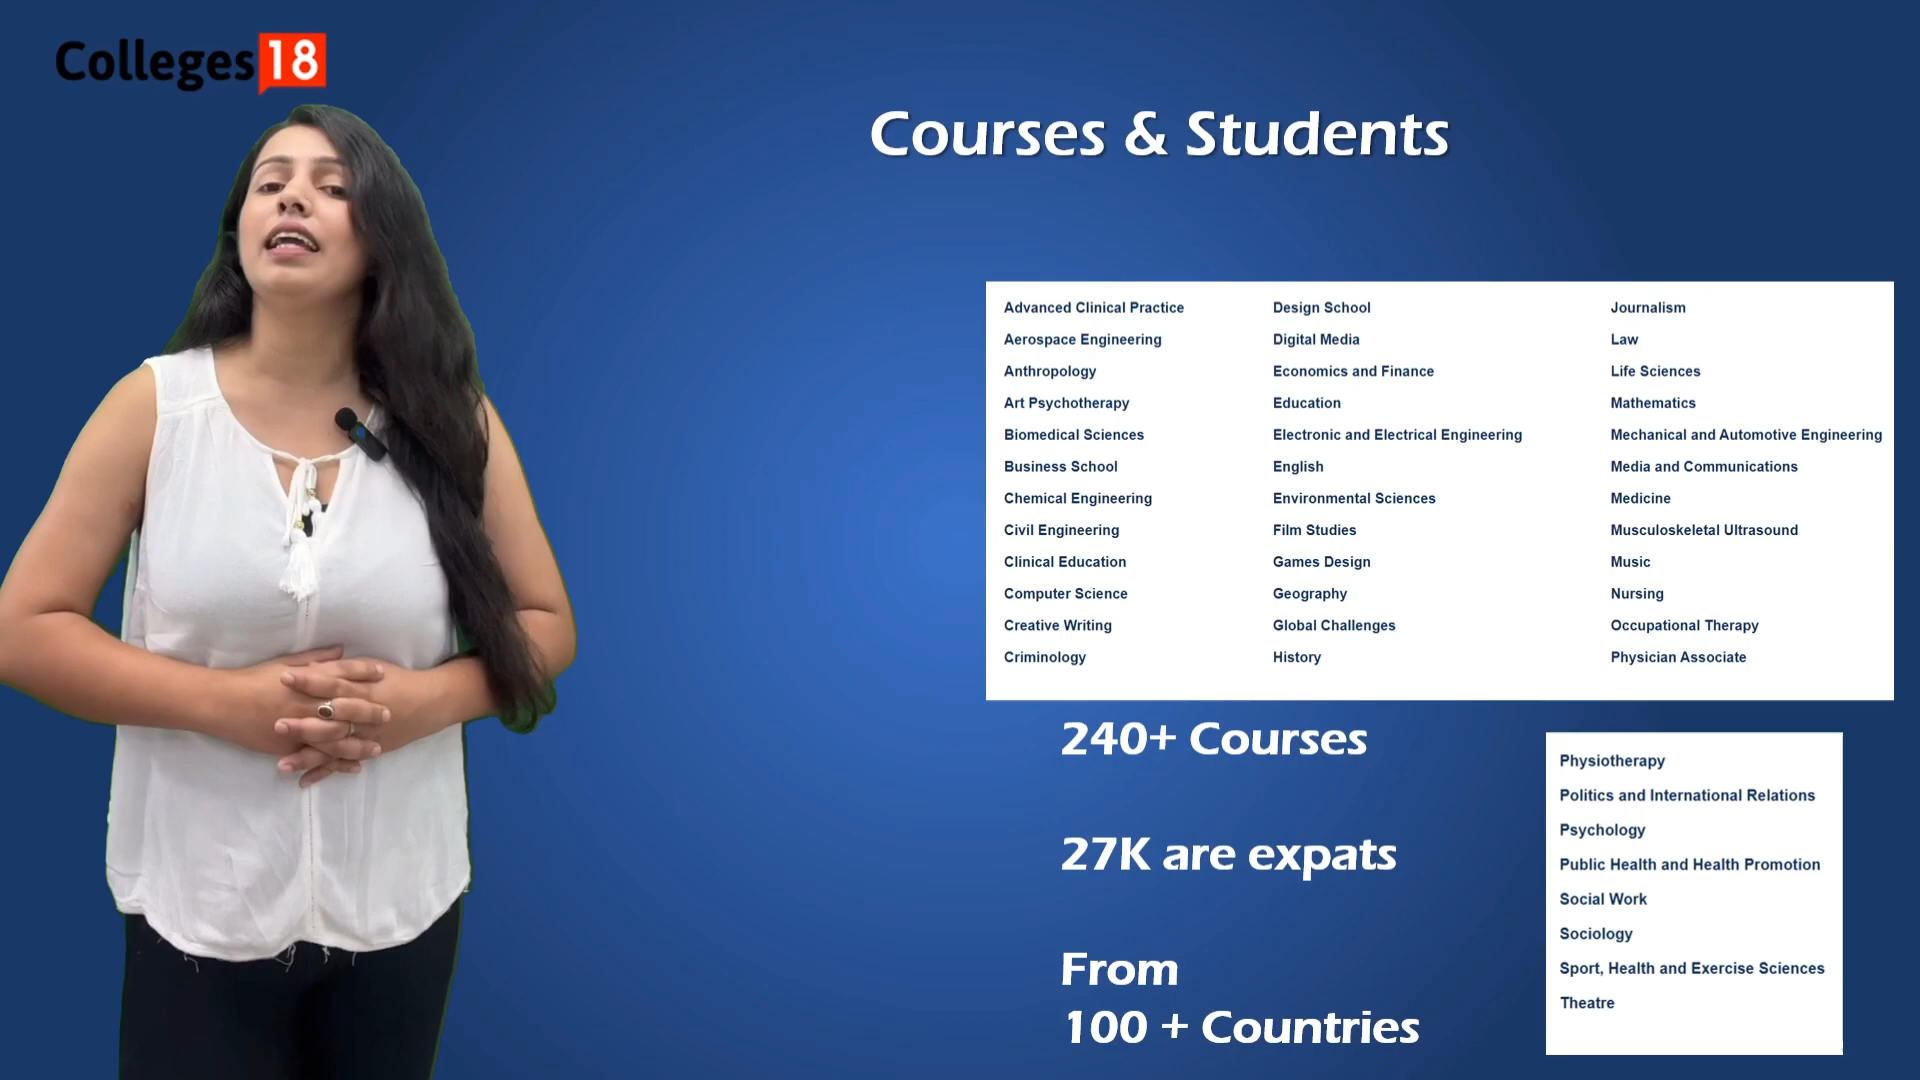 Colleges18
Courses & Students
Advanced Clinical Practice
Aerospace Engineering
Anthropology
Art Psychotherapy
Biomedical Sciences
Business School
Chemical Engineering
Civil Engineering
Clinical Education
Computer Science
Creative Writing
Criminology
Design School
Digital Media
Economics and Finance
Education
Electronic and Electrical Engineering
English
Environmental Sciences
Film Studies
Games Design
Geography
Global Challenges
History
Journalism
Law
Life Sciences
Mathematics
Mechanical and Automotive Engineering
Media and Communications
Medicine
Musculoskeletal Ultrasound
Music
Nursing
Occupational Therapy
Physician Associate
240+ Courses
27K are expats
From
100 + Countries
Physiotherapy
Politics and International Relations
Psychology
Public Health and Health Promotion
Social Work
Sociology
Sport, Health and Exercise Sciences
Theatre